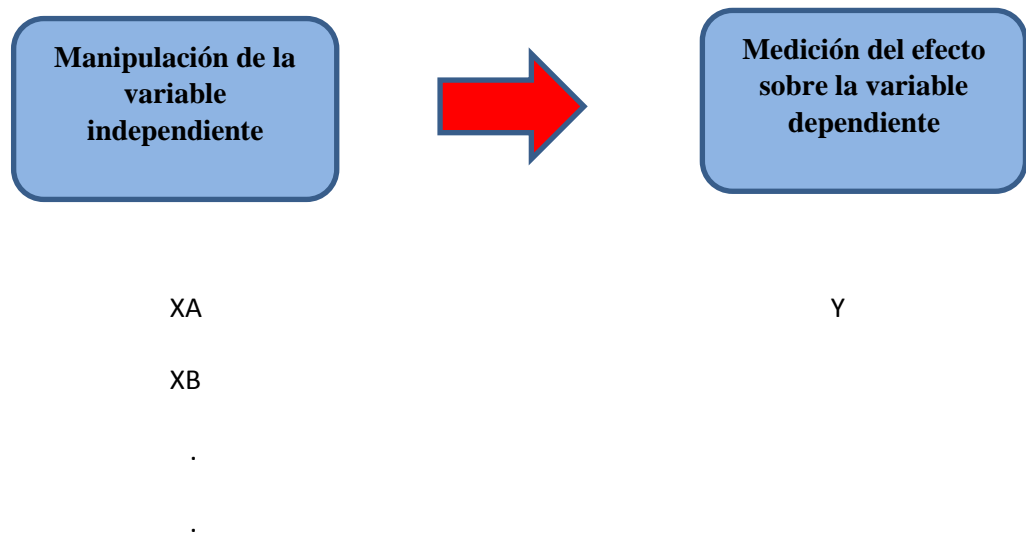 Manipulación de la
variable
independiente
Medición del efecto
sobre la variable
dependiente
XA
Y
XB
.
.